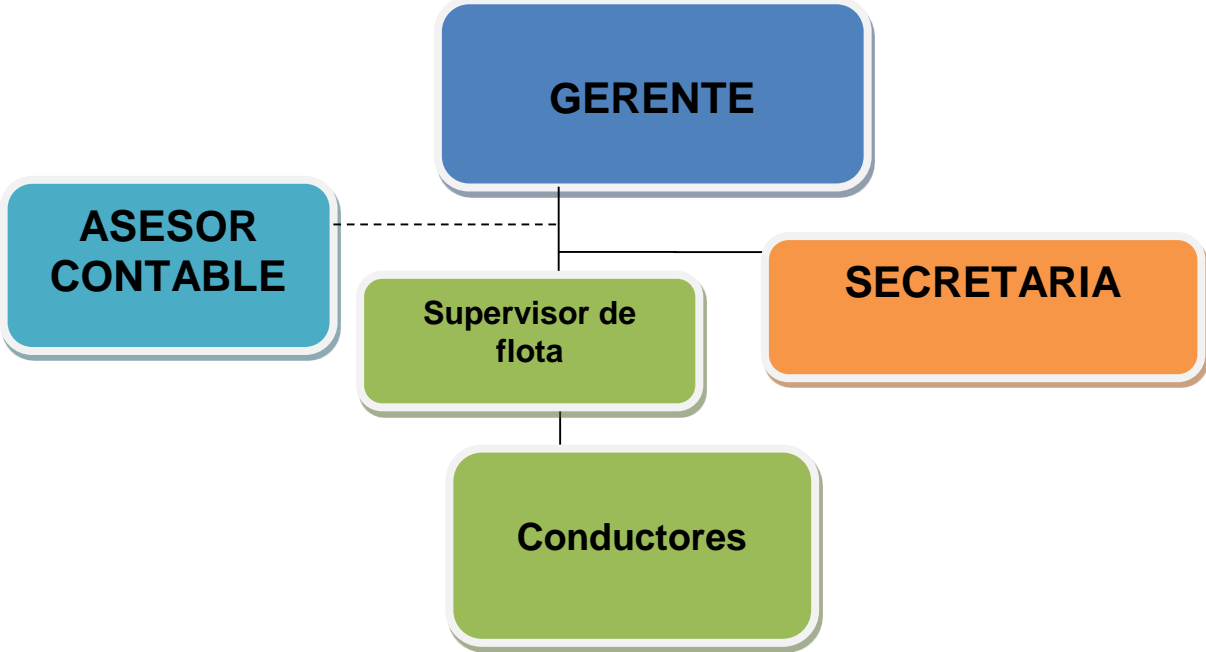 GERENTE
ASESOR
CONTABLE
SECRETARIA
Supervisor de
flota
Conductores